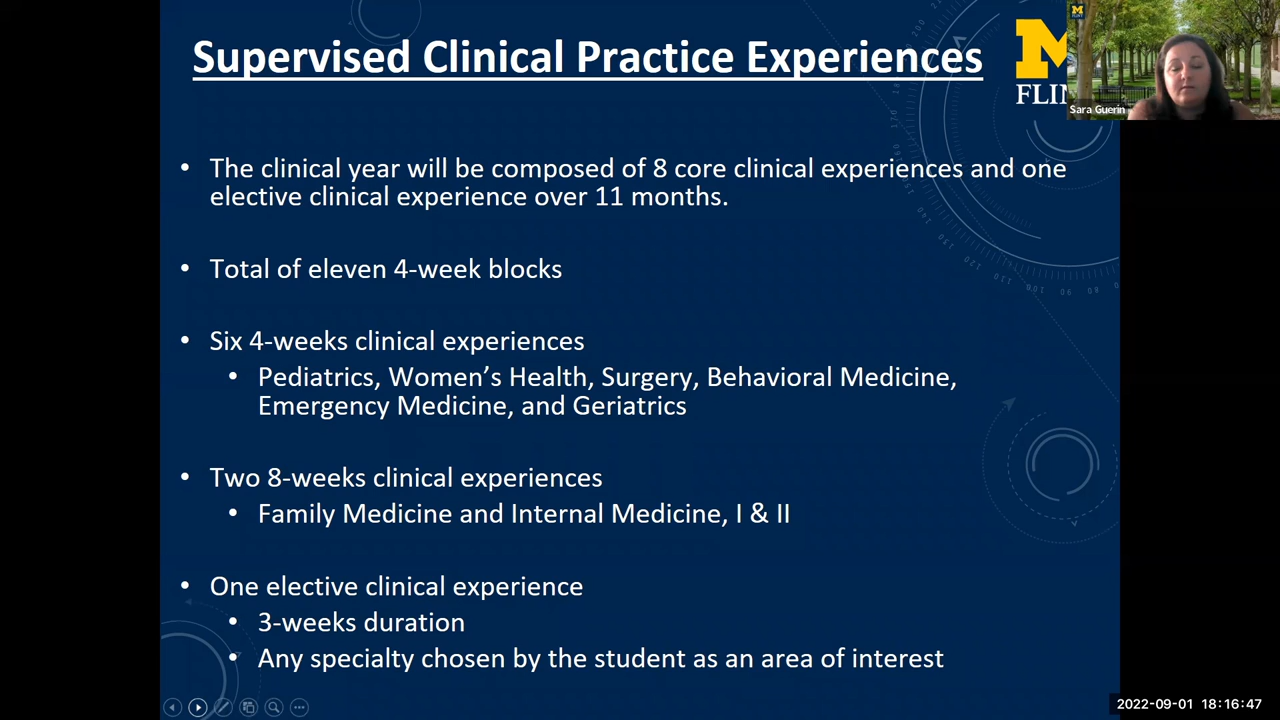 Supervised Clinical Practice Experiences
M
FLINT
Sara Guerin
• The clinical year will be composed of 8 core clinical experiences and one
elective clinical experience over 11 months.
• Total of eleven 4-week blocks
• Six 4-weeks clinical experiences
• Pediatrics, Women's Health, Surgery, Behavioral Medicine,
Emergency Medicine, and Geriatrics
• Two 8-weeks clinical experiences
• Family Medicine and Internal Medicine, I & II
• One elective clinical experience
• 3-weeks duration
• Any specialty chosen by the student as an area of interest
2022-09-01 18:16:47